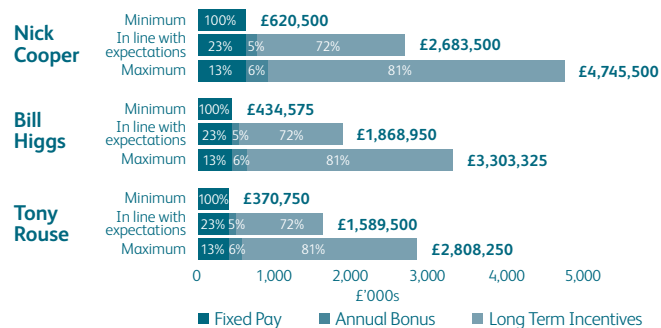 Nick
Cooper
Minimum 100% £620,500
In line with
expectations 23% 5% 72% £2,683,500
Maximum 13% 6% 81% £4,745,500
Bill
Higgs
Minimum 100% £434,575
In line with
expectations 23% 5% 72% £1,868,950
Maximum 13% 6% 81% £3,303,325
Tony
Rouse
Minimum 100% £370,750
In line with
expectations 23% 5% 72% £1,589,500
Maximum 13% 6% 81% £2,808,250
0 1,000 2,000 3,000 4,000 5,000
£'000s
Fixed Pay Annual Bonus Long Term Incentives